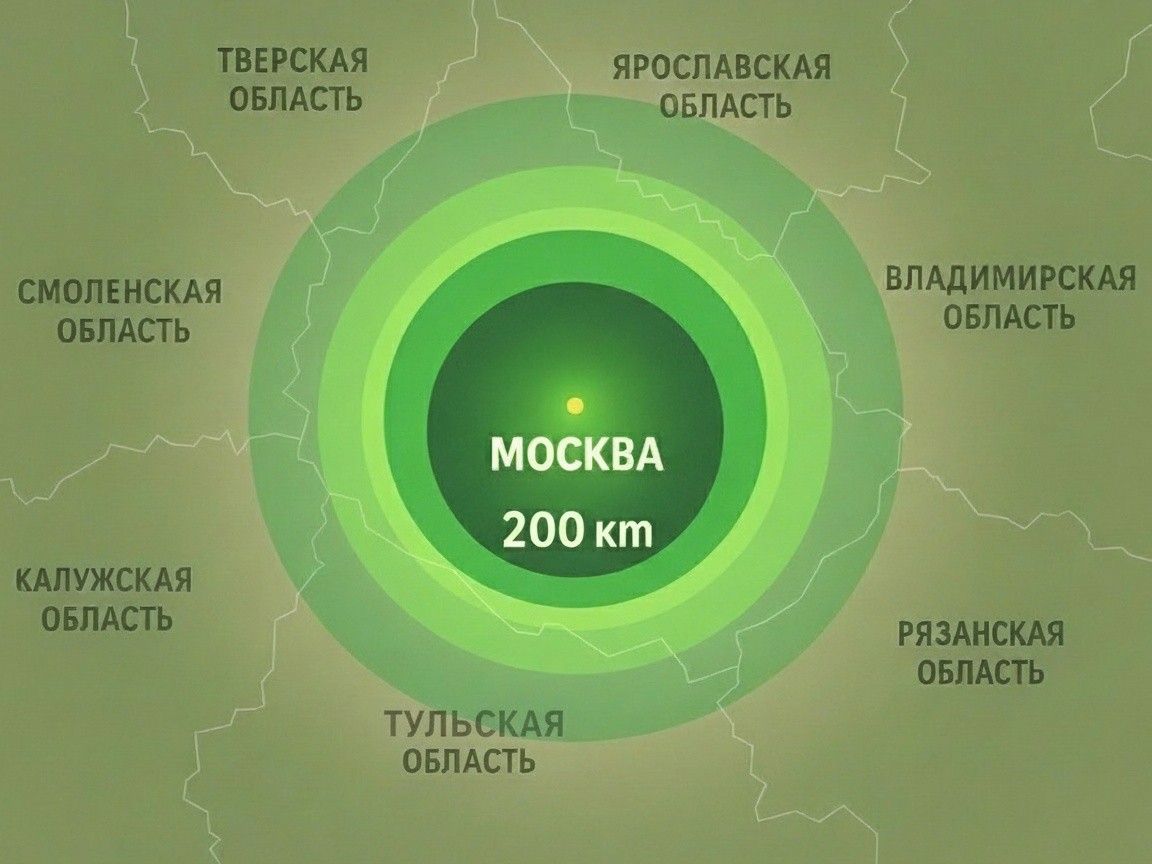 ТВЕРСКАЯ
ОБЛАСТЬ
ЯРОСЛАВСКАЯ
ОБЛАСТЬ
СМОЛЕНСКАЯ
ОБЛАСТЬ
ВЛАДИМИРСКАЯ
ОБЛАСТЬ
МОСКВА
200 km
КАЛУЖСКАЯ
ОБЛАСТЬ
РЯЗАНСКАЯ
ОБЛАСТЬ
ТУЛЬСКАЯ
ОБЛАСТЬ